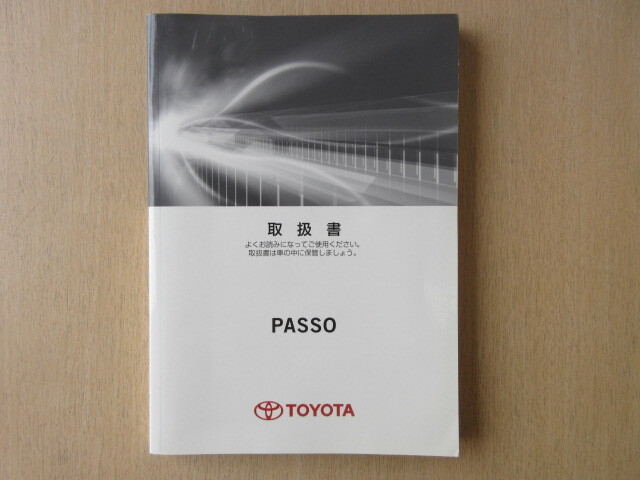 取扱書
よくお読みになってご使用ください。
取扱書は車の中に保管しましょう。
PASSO
TOYOTA